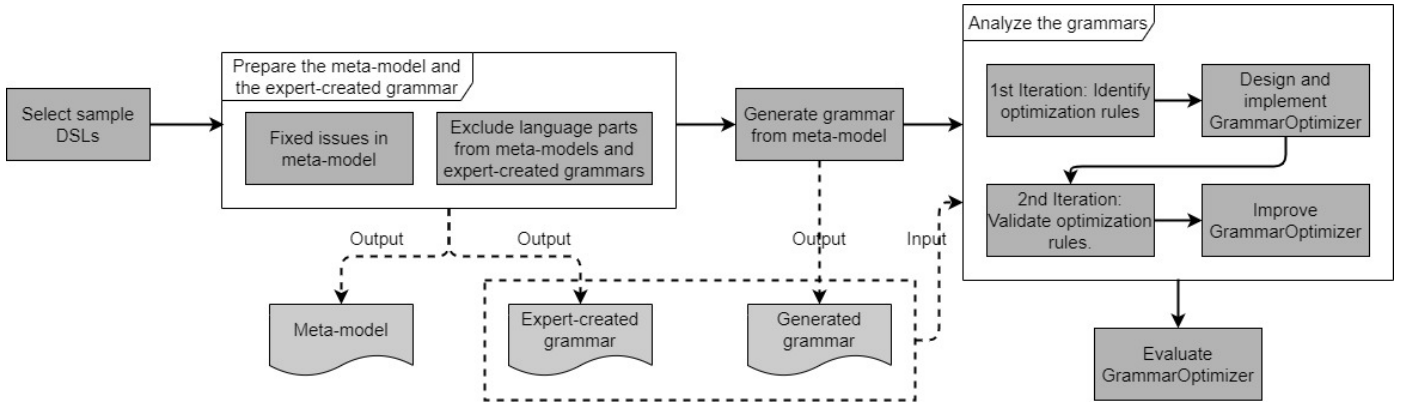 Select sample
DSLs
Prepare the meta-model and
the expert-created grammar
Fixed issues in
meta-model
Exclude language parts
from meta-models and
expert-created grammars
Generate grammar
from meta-model
Analyze the grammars
1st Iteration: Identify
optimization rules
Design and
implement
GrammarOptimizer
2nd Iteration:
Validate optimization
rules.
Improve
GrammarOptimizer
Output
Output
Output
Input
Meta-model
Expert-created
grammar
Generated
grammar
Evaluate
GrammarOptimizer